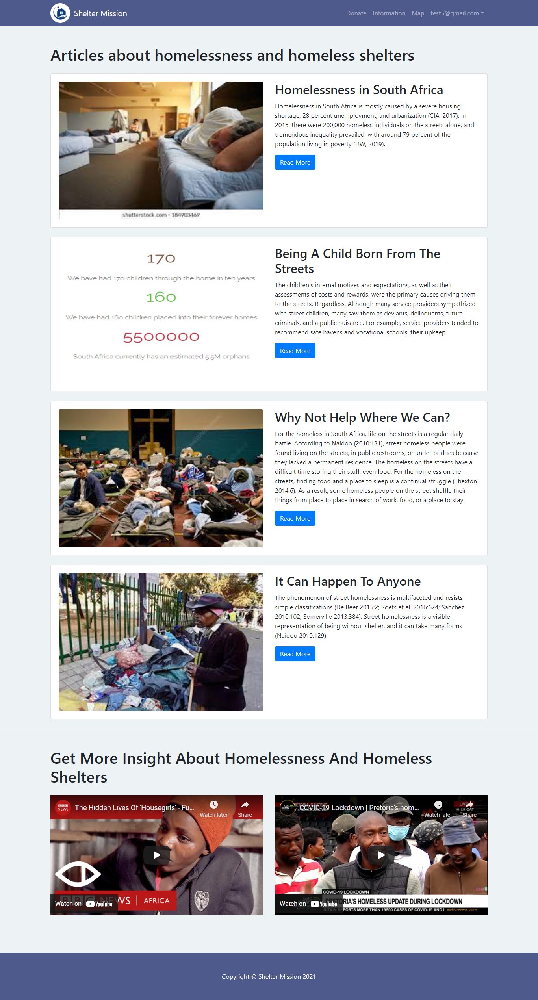 Shelter Mission
Donate Information Map test5@gmail.com
Articles about homelessness and homeless shelters
shutterstock.com · 184903469
Homelessness in South Africa
Homelessness in South Africa is mostly caused by a severe housing
shortage, 28 percent unemployment, and urbanization (CIA, 2017). In
2015, there were 200,000 homeless individuals on the streets alone, and
tremendous inequality prevailed, with around 79 percent of the
population living in poverty (DW, 2019).
Read More
170
We have had 170 children through the home in ten years
160
We have had 160 children placed into their forever homes
5500000
South Africa currently has an estimated 5.5M orphans
Being A Child Born From The
Streets
The children's internal motives and expectations, as well as their
assessments of costs and rewards, were the primary causes driving them
to the streets. Regardless, Although many service providers sympathized
with street children, many saw them as deviants, delinquents, future
criminals, and a public nuisance. For example, service providers tended to
recommend safe havens and vocational schools. their upkeep
Read More
Why Not Help Where We Can?
For the homeless in South Africa, life on the streets is a regular daily
battle. According to Naidoo (2010:131), street homeless people were
found living on the streets, in public restrooms, or under bridges because
they lacked a permanent residence. The homeless on the streets have a
difficult time storing their stuff, even food. For the homeless on the
streets, finding food and a place to sleep is a continual struggle (Thexton
2014:6). As a result, some homeless people on the street shuffle their
things from place to place in search of work, food, or a place to stay.
Read More
It Can Happen To Anyone
The phenomenon of street homelessness is multifaceted and resists
simple classifications (De Beer 2015:2; Roets et al. 2016:624; Sanchez
2010:102; Somerville 2013:384). Street homelessness is a visible
representation of being without shelter, and it can take many forms
(Naidoo 2010:129).
Read More
Get More Insight About Homelessness And Homeless
Shelters
BBC
NEWS
The Hidden Lives Of 'Housegirls' - Fu...
Watch later
Share
BBC NEWS | AFRICA
Watch on YouTube
SABC
NEWS
COVID-19 Lockdown | Pretoria's hom...
Watch later
Share
PRETORIA, GAUTENG
LOCKDOWN
LIVE
10:25 CAT
COVID-19 LOCKDOWN
PRETORIA'S HOMELESS UPDATE DURING LOCKDOWN
BRITAIN REPORTS MORE THAN 19500 CASES OF COVID-19 AND
sabcnews.com
Watch on YouTube
Copyright © Shelter Mission 2021